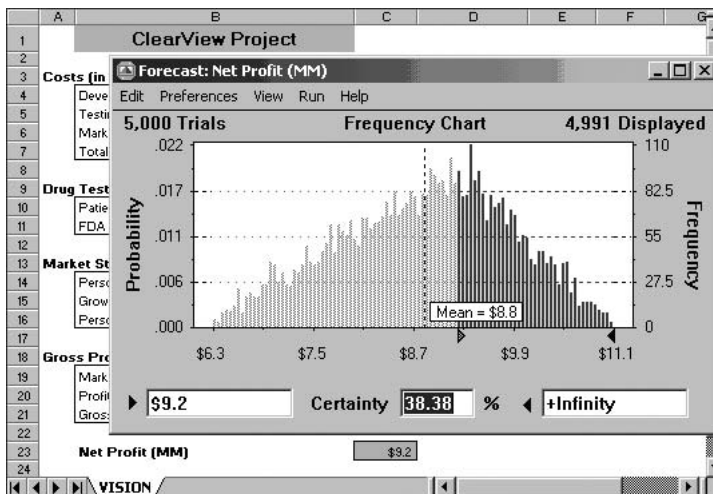 A B C D E F G
1 ClearView Project
2
Forecast: Net Profit (MM)
3 Costs (in
Edit Preferences View Run Help
4 Deve
5,000 Trials Frequency Chart 4,991 Displayed
5 Testin
6 Mark
7 Total
8
9 Drug Test
10 Patie
11 FDA
12
13 Market St
14 Perso
15 Grow
16 Perso
17
18 Gross Pro
19 Mark
20 Profi
21 Gros
22
.022 110
.017 82.5
.011 55
.006 27.5
.000 0
Probability
Frequency
Mean = $8.8
$6.3 $7.5 $8.7 $9.9 $11.1
$9.2 Certainty 38.38 % +Infinity
23 Net Profit (MM) $9.2
24
VISION